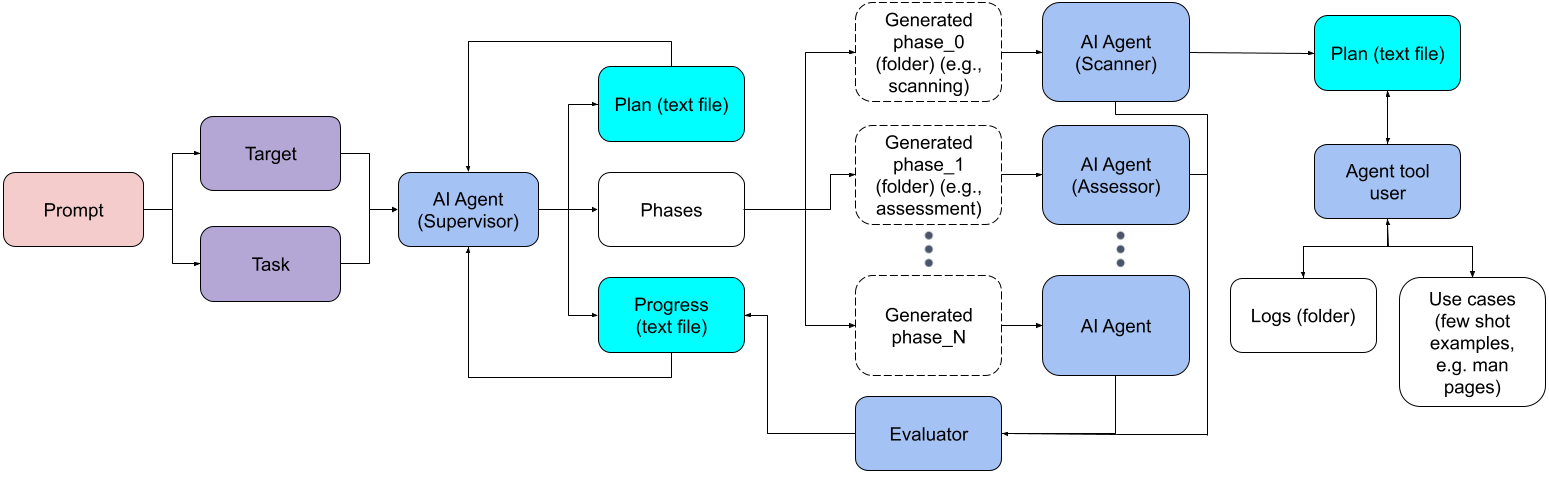 Prompt
Target
Task
AI Agent
(Supervisor)
Plan (text file)
Phases
Progress
(text file)
Generated
phase_0
(folder) (e.g.,
scanning)
Generated
phase_1
(folder) (e.g.,
assessment)
Generated
phase_N
Evaluator
AI Agent
(Scanner)
AI Agent
(Assessor)
AI Agent
Plan (text file)
Agent tool
user
Logs (folder)
Use cases
(few shot
examples,
e.g. man
pages)